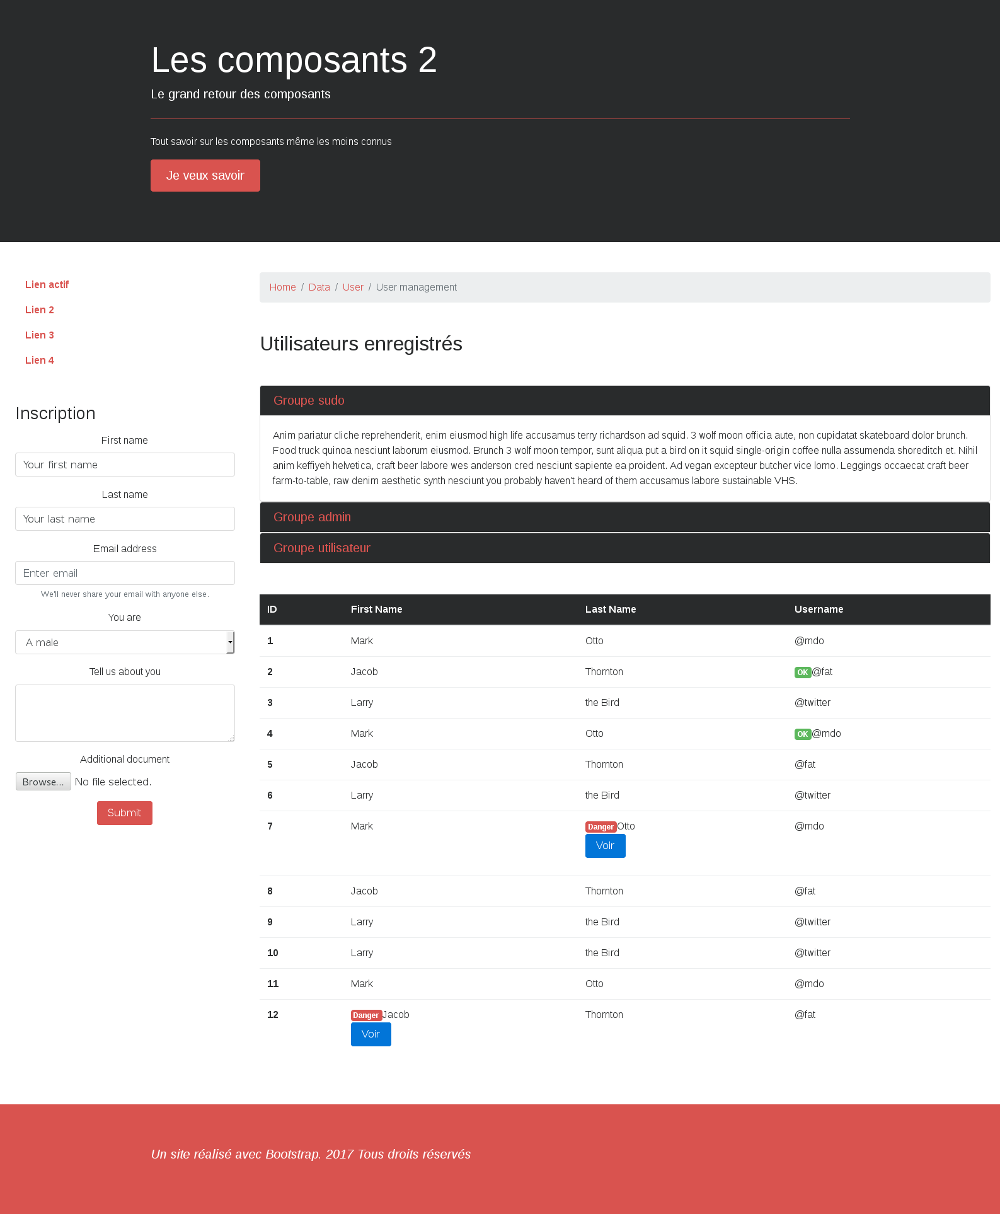 Les composants 2
Le grand retour des composants
Tout savoir sur les composants même les moins connus
Je veux savoir
Lien actif
Lien 2
Lien 3
Lien 4
Inscription
First name
Your first name
Last name
Your last name
Email address
Enter email
We'll never share your email with anyone else.
You are
A male
Tell us about you
Additional document
Browse... No file selected.
Submit
Home / Data / User / User management
Utilisateurs enregistrés
Groupe sudo
Anim pariatur cliche reprehenderit, enim eiusmod high life accusamus terry richardson ad squid. 3 wolf moon officia aute, non cupidatat skateboard dolor brunch.
Food truck quinoa nesciunt laborum eiusmod. Brunch 3 wolf moon tempor, sunt aliqua put a bird on it squid single-origin coffee nulla assumenda shoreditch et. Nihil
anim keffiyeh helvetica, craft beer labore wes anderson cred nesciunt sapiente ea proident. Ad vegan excepteur butcher vice lomo. Leggings occaecat craft beer
farm-to-table, raw denim aesthetic synth nesciunt you probably haven't heard of them accusamus labore sustainable VHS.
Groupe admin
Groupe utilisateur
ID First Name Last Name Username
1 Mark Otto @mdo
2 Jacob Thornton OK @fat
3 Larry the Bird @twitter
4 Mark Otto OK @mdo
5 Jacob Thornton @fat
6 Larry the Bird @twitter
7 Mark Danger Otto @mdo
Voir
8 Jacob Thornton @fat
9 Larry the Bird @twitter
10 Larry the Bird @twitter
11 Mark Otto @mdo
12 Danger Jacob Thornton @fat
Voir
Un site réalisé avec Bootstrap. 2017 Tous droits réservés